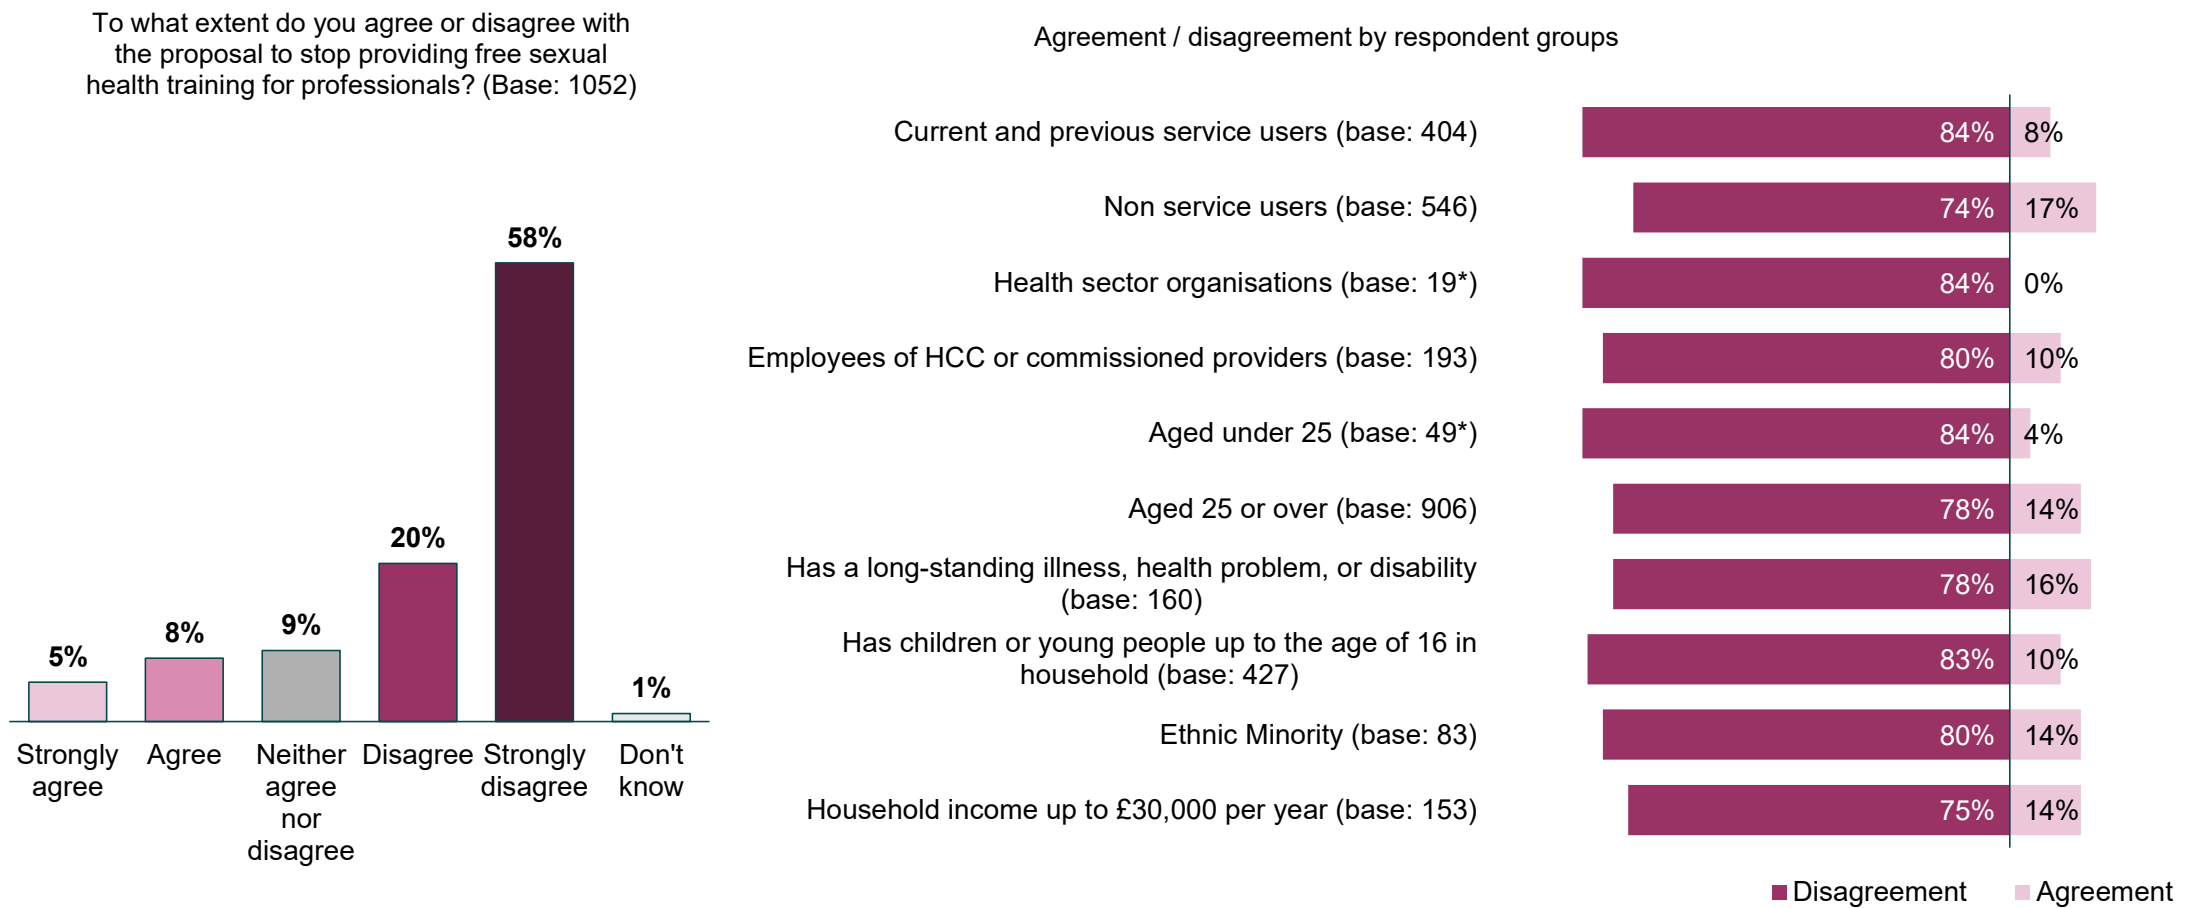 To what extent do you agree or disagree with
the proposal to stop providing free sexual
health training for professionals? (Base: 1052)
58%
20%
9%
8%
5%
1%
Strongly
agree
Agree
Neither
agree
nor
disagree
Disagree
Strongly
disagree
Don't
know
Agreement / disagreement by respondent groups
Current and previous service users (base: 404) 84% 8%
Non service users (base: 546) 74% 17%
Health sector organisations (base: 19*) 84% 0%
Employees of HCC or commissioned providers (base: 193) 80% 10%
Aged under 25 (base: 49*) 84% 4%
Aged 25 or over (base: 906) 78% 14%
Has a long-standing illness, health problem, or disability
(base: 160) 78% 16%
Has children or young people up to the age of 16 in
household (base: 427) 83% 10%
Ethnic Minority (base: 83) 80% 14%
Household income up to £30,000 per year (base: 153) 75% 14%
Disagreement Agreement